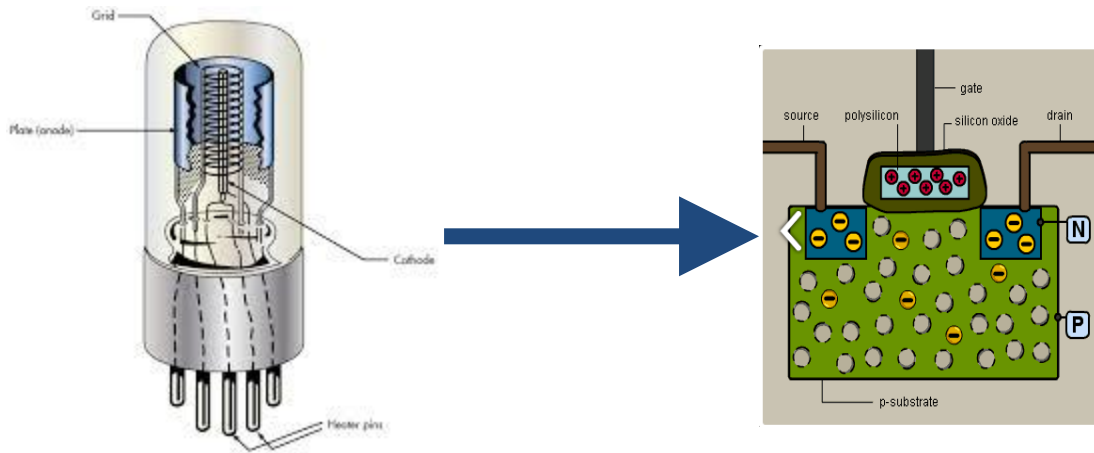 Grid
Plate (anode)
Cathode
Heater pins
gate
source
polysilicon
silicon oxide
drain
N
P
p-substrate